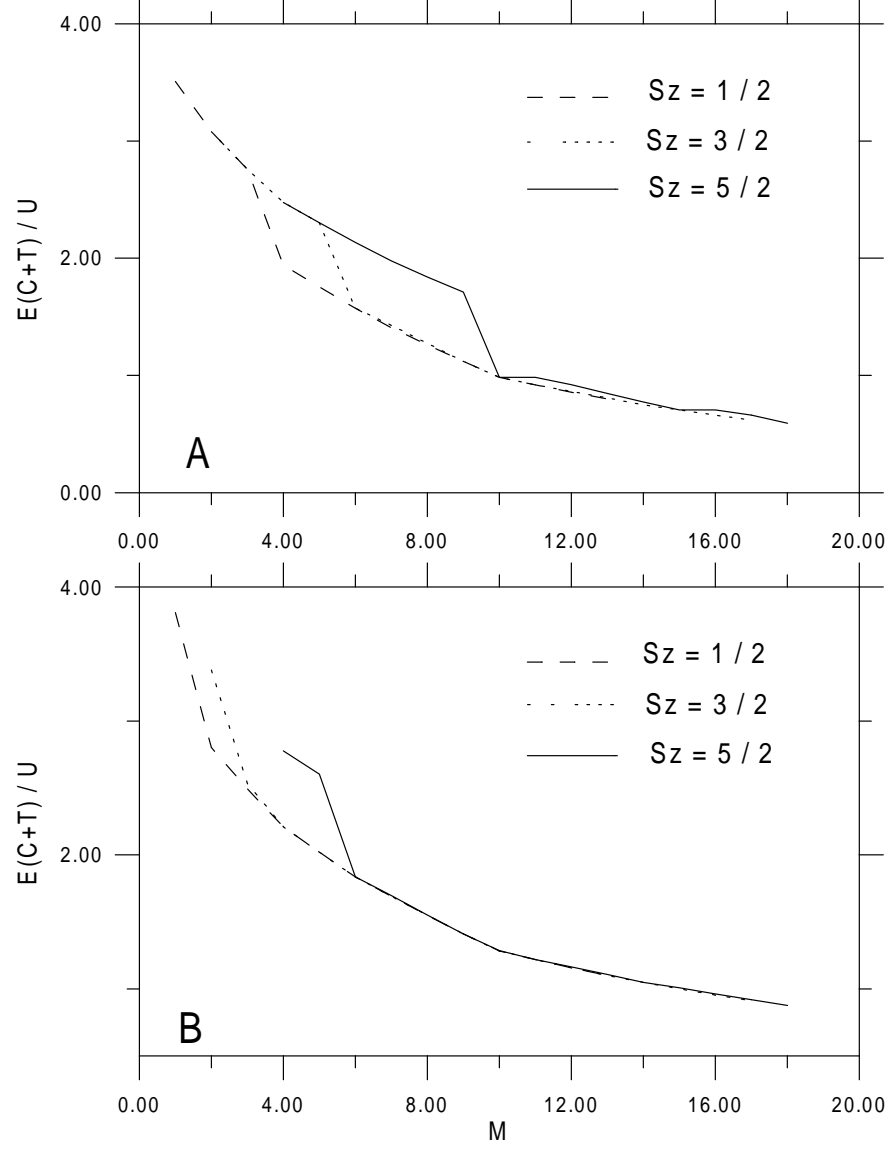 4.00
Sz = 1 / 2
Sz = 3 / 2
Sz = 5 / 2
2.00
E(C+T) / U
A
0.00
0.00 4.00 8.00 12.00 16.00 20.00
4.00
Sz = 1 / 2
Sz = 3 / 2
Sz = 5 / 2
E(C+T) / U
2.00
B
0.00 4.00 8.00 12.00 16.00 20.00
M